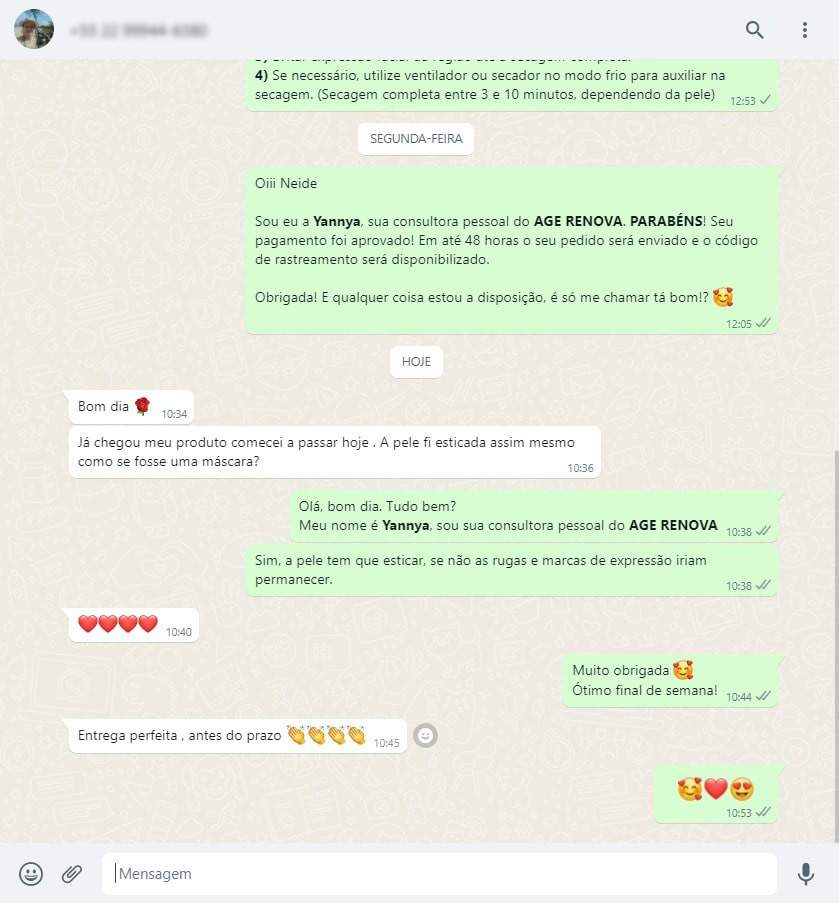 4) Se necessário, utilize ventilador ou secador no modo frio para auxiliar na
secagem. (Secagem completa entre 3 e 10 minutos, dependendo da pele)
12:53
SEGUNDA-FEIRA
Oiii Neide
Sou eu a Yannya, sua consultora pessoal do AGE RENOVA. PARABÉNS! Seu
pagamento foi aprovado! Em até 48 horas o seu pedido será enviado e o código
de rastreamento será disponibilizado.
Obrigada! E qualquer coisa estou a disposição, é só me chamar tá bom!? 🥰
12:05
HOJE
Bom dia 🌹
10:34
Já chegou meu produto comecei a passar hoje . A pele fi esticada assim mesmo
como se fosse uma máscara?
10:36
Olá, bom dia. Tudo bem?
Meu nome é Yannya, sou sua consultora pessoal do AGE RENOVA
10:38
Sim, a pele tem que esticar, se não as rugas e marcas de expressão iriam
permanecer.
10:38
❤️❤️❤️❤️
10:40
Muito obrigada 🥰
Ótimo final de semana!
10:44
Entrega perfeita , antes do prazo 👏👏👏👏
10:45
🥰❤️😍
10:53
Mensagem